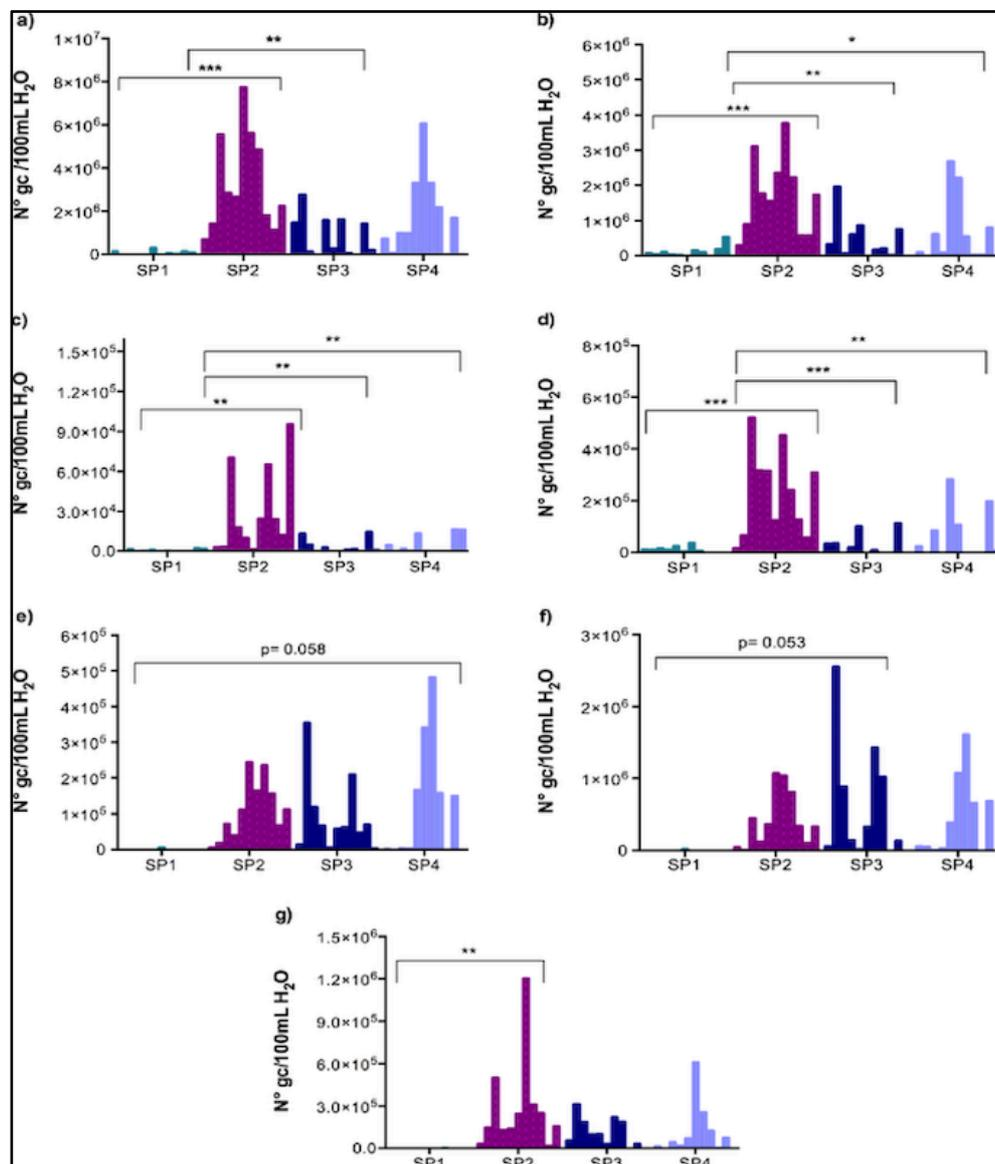 a)
N° gc /100mL H₂O
1×10⁷
8×10⁶
6×10⁶
4×10⁶
2×10⁶
0
**
***
SP1 SP2 SP3 SP4
b)
N° gc/100mL H₂O
6×10⁶
5×10⁶
4×10⁶
3×10⁶
2×10⁶
1×10⁶
0
*
**
***
SP1 SP2 SP3 SP4
c)
N° gc/100mL H₂O
1.5×10⁵
1.2×10⁵
9.0×10⁴
6.0×10⁴
3.0×10⁴
0.0
**
**
**
SP1 SP2 SP3 SP4
d)
N° gc/100mL H₂O
8×10⁵
6×10⁵
4×10⁵
2×10⁵
0
**
***
***
SP1 SP2 SP3 SP4
e)
N° gc/100mL H₂O
6×10⁵
5×10⁵
4×10⁵
3×10⁵
2×10⁵
1×10⁵
0
p= 0.058
SP1 SP2 SP3 SP4
f)
N° gc/100mL H₂O
3×10⁶
2×10⁶
1×10⁶
0
p= 0.053
SP1 SP2 SP3 SP4
g)
N° gc/100mL H₂O
1.5×10⁶
1.2×10⁶
9.0×10⁵
6.0×10⁵
3.0×10⁵
0.0
**
SP1 SP2 SP3 SP4